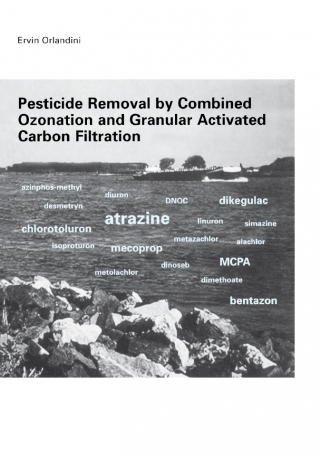 Ervin Orlandini
Pesticide Removal by Combined
Ozonation and Granular Activated
Carbon Filtration
azinphos-methyl
diuron
DNOC
dikegulac
desmetryn
atrazine
linuron
simazine
chlorotoluron
metazachlor
alachlor
isoproturon
mecoprop
metolachlor
dinoseb
MCPA
dimethoate
bentazon